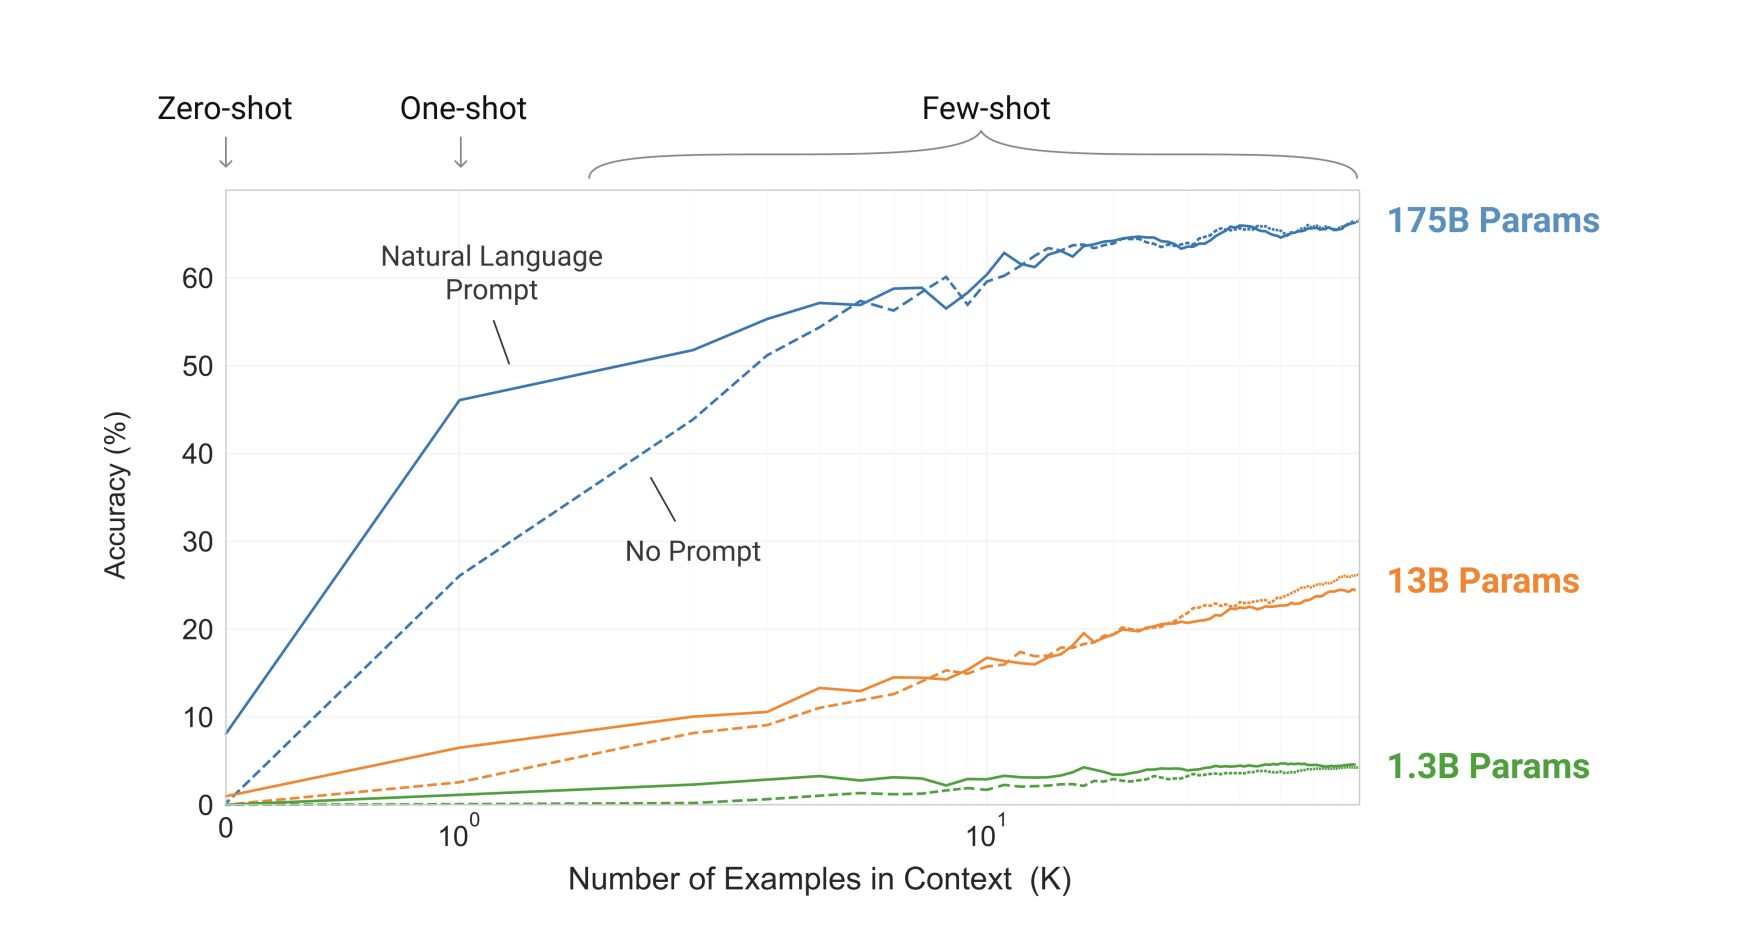 Zero-shot
One-shot
Few-shot
175B Params
Natural Language
Prompt
No Prompt
13B Params
1.3B Params
Accuracy (%)
60
50
40
30
20
10
0
0
10^0
10^1
Number of Examples in Context (K)